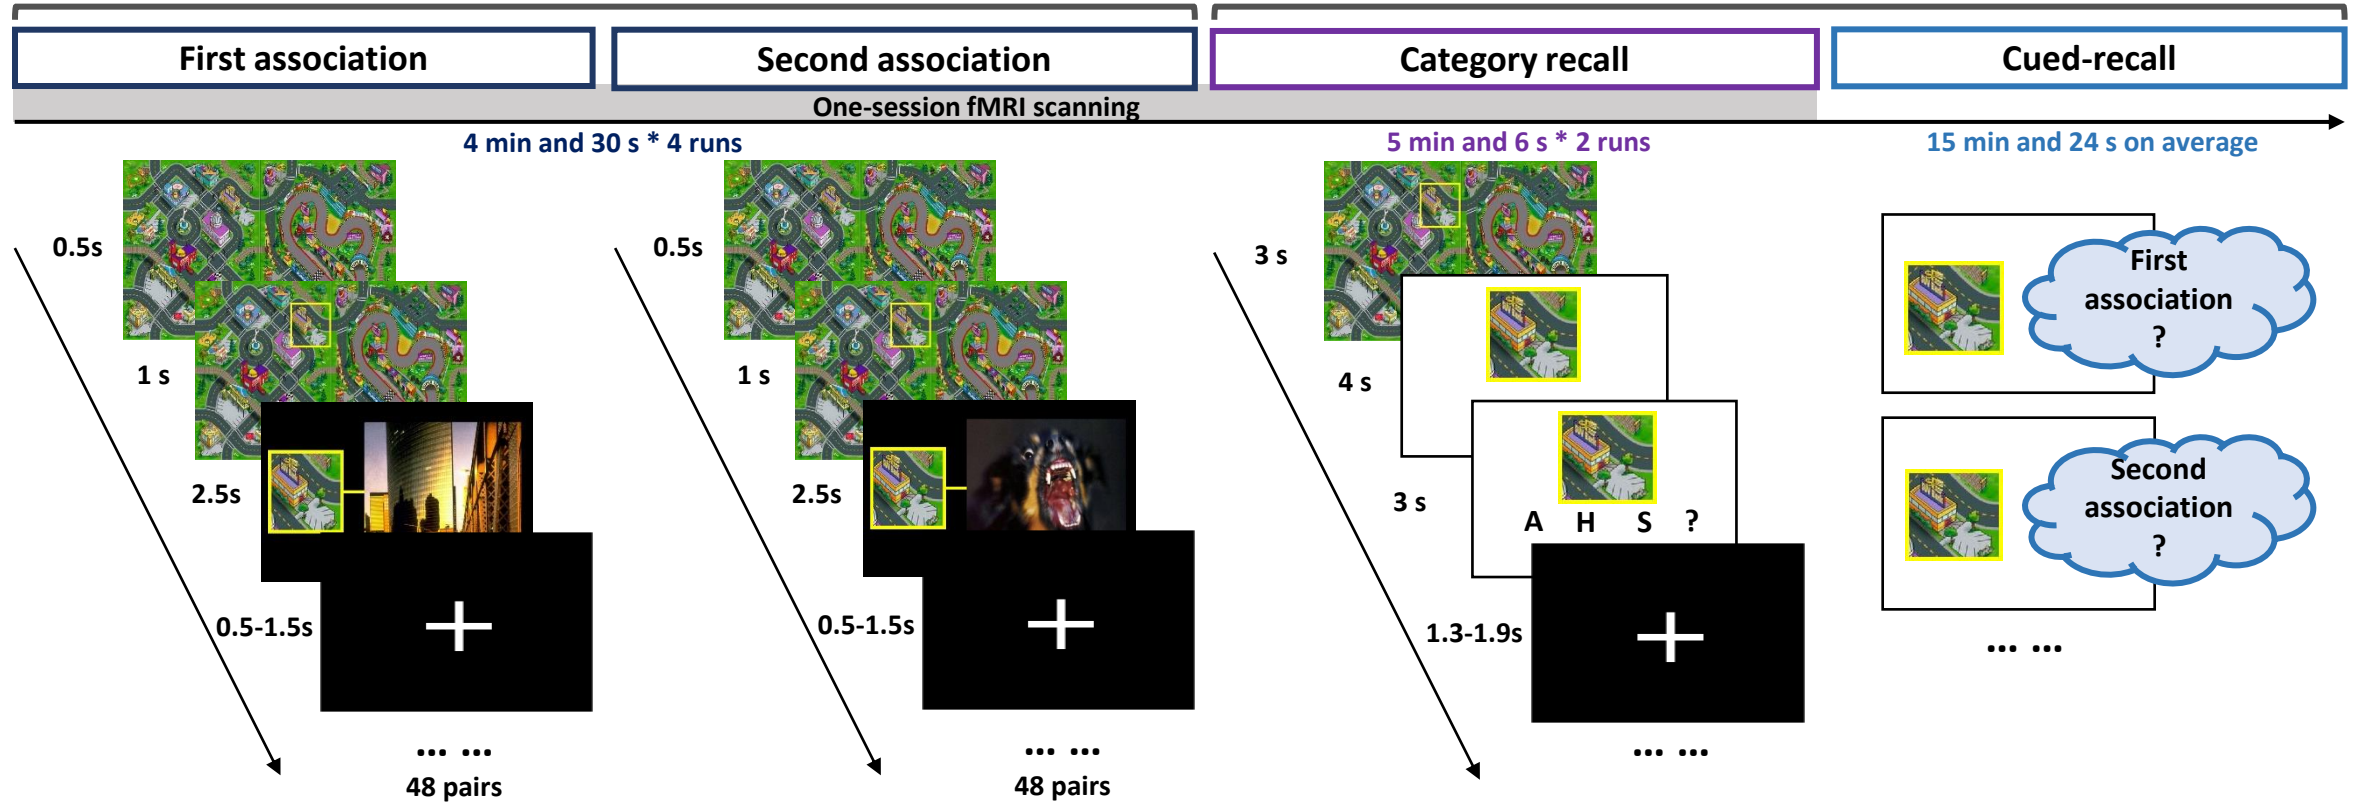 First association
Second association
Category recall
Cued-recall
One-session fMRI scanning
4 min and 30 s * 4 runs
5 min and 6 s * 2 runs
15 min and 24 s on average
0.5s
1 s
2.5s
0.5-1.5s
... ...
48 pairs
0.5s
1 s
2.5s
0.5-1.5s
... ...
48 pairs
3 s
4 s
3 s
A H S ?
1.3-1.9s
... ...
First
association
?
Second
association
?
... ...